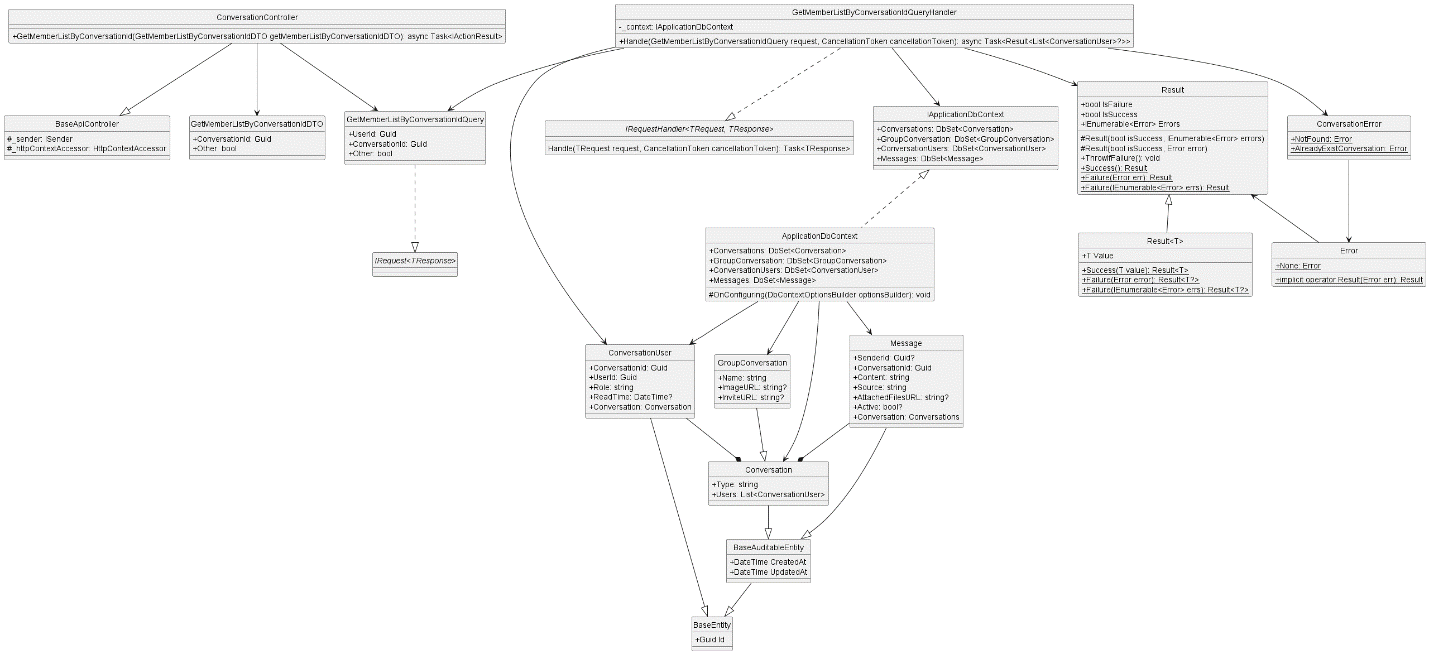 ConversationController
+GetMemberListByConversationId(GetMemberListByConversationIdDTO getMemberListByConversationIDDTO): async Task<IActionResult>
GetMemberListByConversationIdQueryHandler
-_context: IApplicationDbContext
+Handle(GetMemberListByConversationIdQuery request, CancellationToken cancellationToken): async Task<Result<List<ConversationUser>?>>
BaseApiController
#_sender: ISender
#_httpContextAccessor: HttpContextAccessor
GetMemberListByConversationIdDTO
+ConversationId: Guid
+Other: bool
GetMemberListByConversationIdQuery
+UserId: Guid
+ConversationId: Guid
+Other: bool
IRequestHandler<TRequest, TResponse>
Handle(TRequest request, CancellationToken cancellationToken): Task<TResponse>
IApplicationDbContext
+Conversations: DbSet<Conversation>
+GroupConversation: DbSet<GroupConversation>
+ConversationUsers: DbSet<ConversationUser>
+Messages: DbSet<Message>
Result
+bool IsFailure
+bool IsSuccess
+IEnumerable<Error> Errors
#Result(bool isSuccess, Enumerable<Error> errors)
#Result(bool isSuccess, Error error)
+ThrowIfFailure(): void
+Success(): Result
+Failure(Error err): Result
+Failure(IEnumerable<Error> errs): Result
ConversationError
+NotFound: Error
+AlreadyExistConversation: Error
IRequest<TResponse>
ApplicationDbContext
+Conversations: DbSet<Conversation>
+GroupConversation: DbSet<GroupConversation>
+ConversationUsers: DbSet<ConversationUser>
+Messages: DbSet<Message>
#OnConfiguring(DbContextOptionsBuilder optionsBuilder): void
Result<T>
+T Value
+Success(T value): Result<T>
+Failure(Error error): Result<T?>
+Failure(IEnumerable<Error> errs): Result<T?>
Error
+None: Error
+implicit operator Result(Error err): Result
ConversationUser
+ConversationId: Guid
+UserId: Guid
+Role: string
+ReadTime: DateTime?
+Conversation: Conversation
GroupConversation
+Name: string
+ImageURL: string?
+InviteURL: string?
Message
+SenderId: Guid?
+ConversationId: Guid
+Content: string
+Source: string
+AttachedFilesURL: string?
+Active: bool?
+Conversation: Conversations
Conversation
+Type: string
+Users: List<ConversationUser>
BaseAuditableEntity
+DateTime CreatedAt
+DateTime UpdatedAt
BaseEntity
+Guid Id